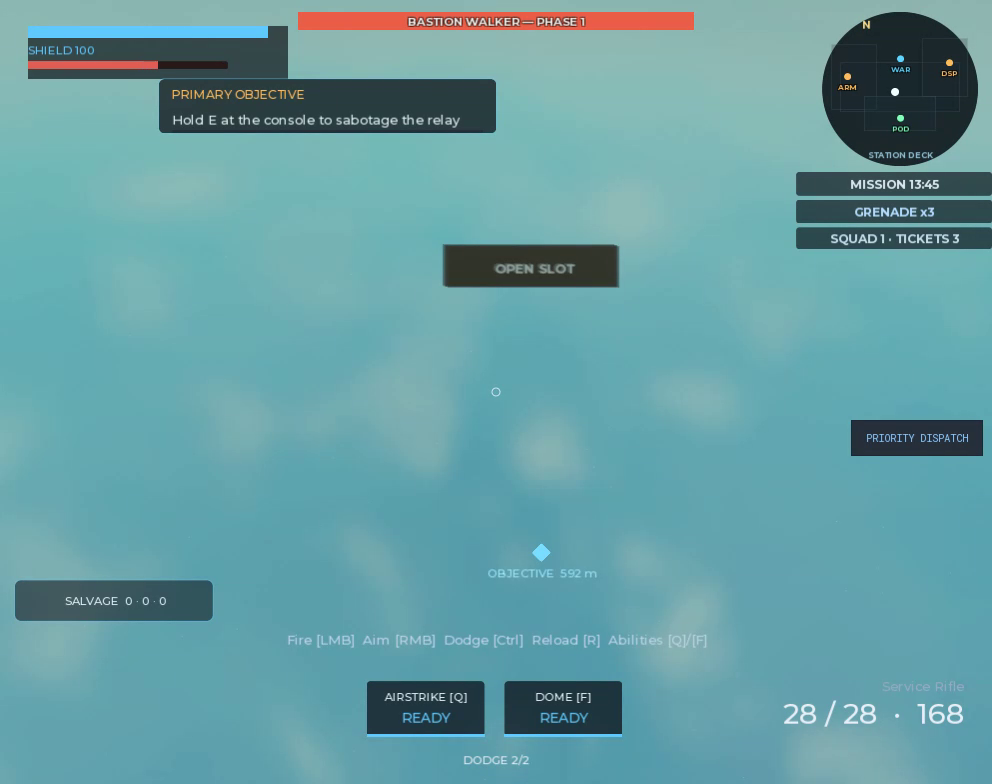 BASTION WALKER — PHASE 1
SHIELD 100
PRIMARY OBJECTIVE
Hold E at the console to sabotage the relay
N
WAR
DSP
ARM
POD
STATION DECK
MISSION 13:45
GRENADE x3
SQUAD 1 · TICKETS 3
OPEN SLOT
PRIORITY DISPATCH
OBJECTIVE 592 m
SALVAGE 0 · 0 · 0
Fire [LMB] Aim [RMB] Dodge [Ctrl] Reload [R] Abilities [Q]/[F]
AIRSTRIKE [Q]
READY
DOME [F]
READY
Service Rifle
28 / 28 · 168
DODGE 2/2